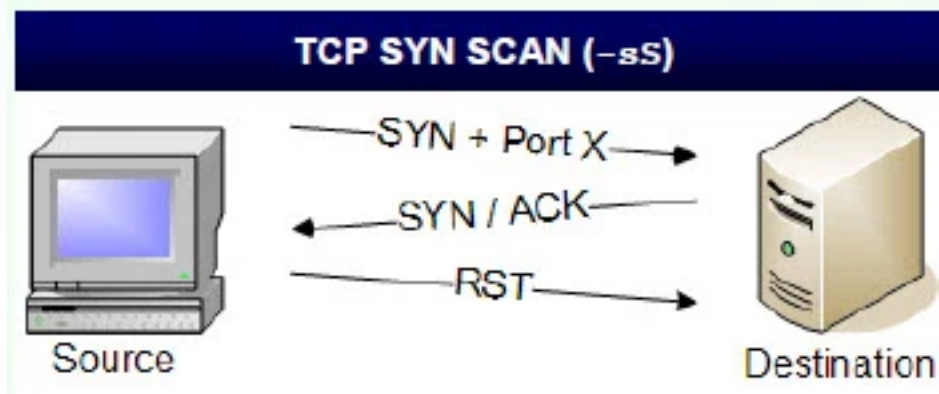 TCP SYN SCAN (-sS)
SYN + Port X
SYN / ACK
RST
Source
Destination